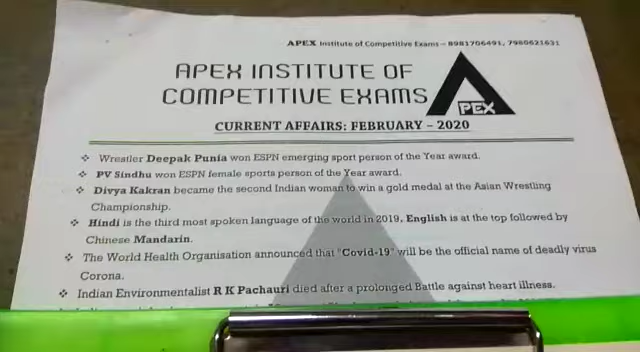 APEX Institute of Competitive Exams – 8981706491, 7980621631
APEX INSTITUTE OF
COMPETITIVE EXAMS
PEX
CURRENT AFFAIRS: FEBRUARY – 2020
❖ Wrestler Deepak Punia won ESPN emerging sport person of the Year award.
❖ PV Sindhu won ESPN female sports person of the Year award.
❖ Divya Kakran became the second Indian woman to win a gold medal at the Asian Wrestling
Championship.
❖ Hindi is the third most spoken language of the world in 2019, English is at the top followed by
Chinese Mandarin.
❖ The World Health Organisation announced that "Covid-19" will be the official name of deadly virus
Corona.
❖ Indian Environmentalist R K Pachauri died after a prolonged Battle against heart illness.